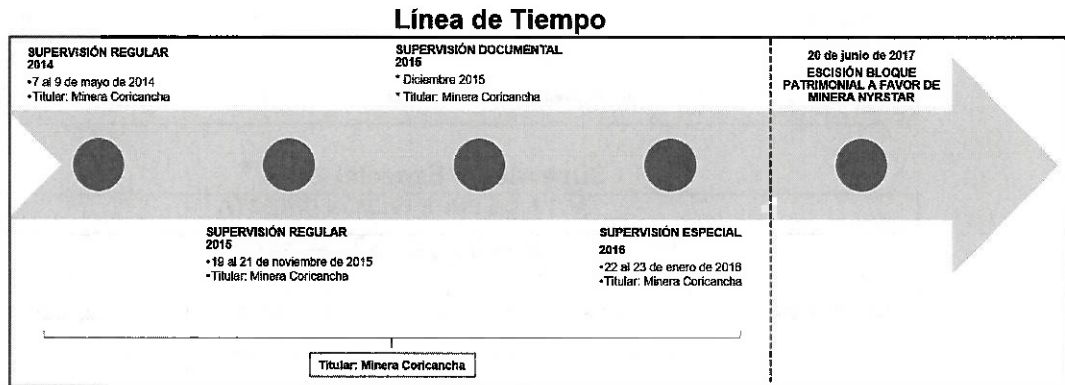 Línea de Tiempo
SUPERVISIÓN REGULAR
2014
•7 al 9 de mayo de 2014
•Titular: Minera Coricancha
SUPERVISIÓN REGULAR
2015
•19 al 21 de noviembre de 2015
•Titular: Minera Coricancha
SUPERVISIÓN DOCUMENTAL
2015
* Diciembre 2015
* Titular: Minera Coricancha
SUPERVISIÓN ESPECIAL
2016
•22 al 23 de enero de 2016
•Titular: Minera Coricancha
20 de junio de 2017
ESCISIÓN BLOQUE
PATRIMONIAL A FAVOR DE
MINERA NYRSTAR
Titular: Minera Coricancha